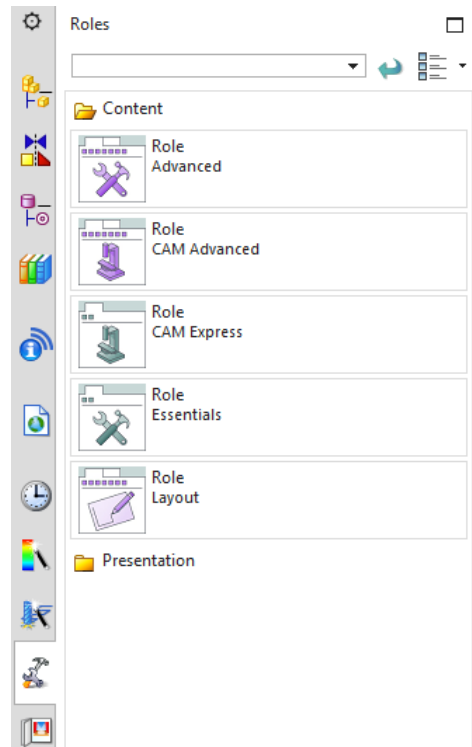 Roles
Content
Role
Advanced
Role
CAM Advanced
Role
CAM Express
Role
Essentials
Role
Layout
Presentation